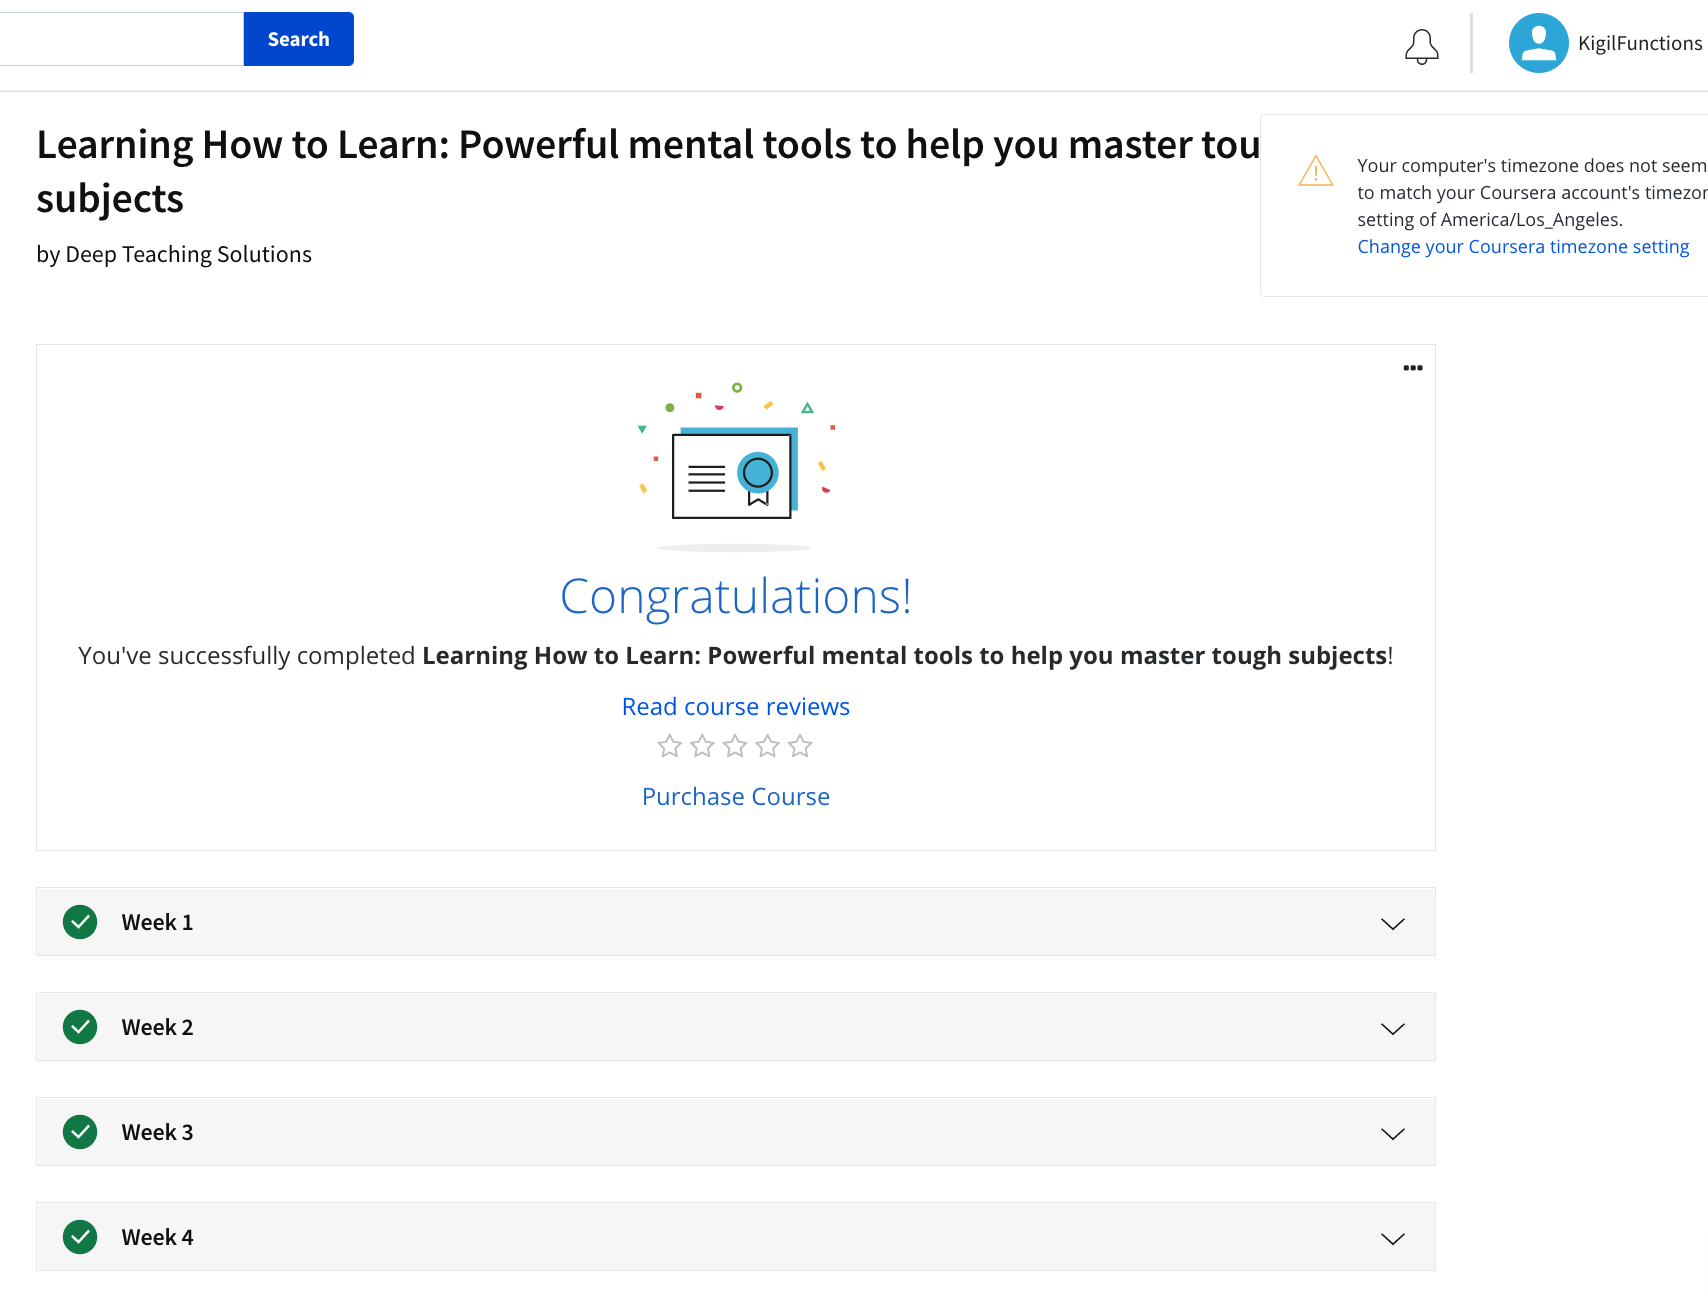 Search
KigilFunctions
Learning How to Learn: Powerful mental tools to help you master tou
subjects
by Deep Teaching Solutions
Your computer's timezone does not seem
to match your Coursera account's timezon
setting of America/Los_Angeles.
Change your Coursera timezone setting
Congratulations!
You've successfully completed Learning How to Learn: Powerful mental tools to help you master tough subjects!
Read course reviews
Purchase Course
Week 1
Week 2
Week 3
Week 4